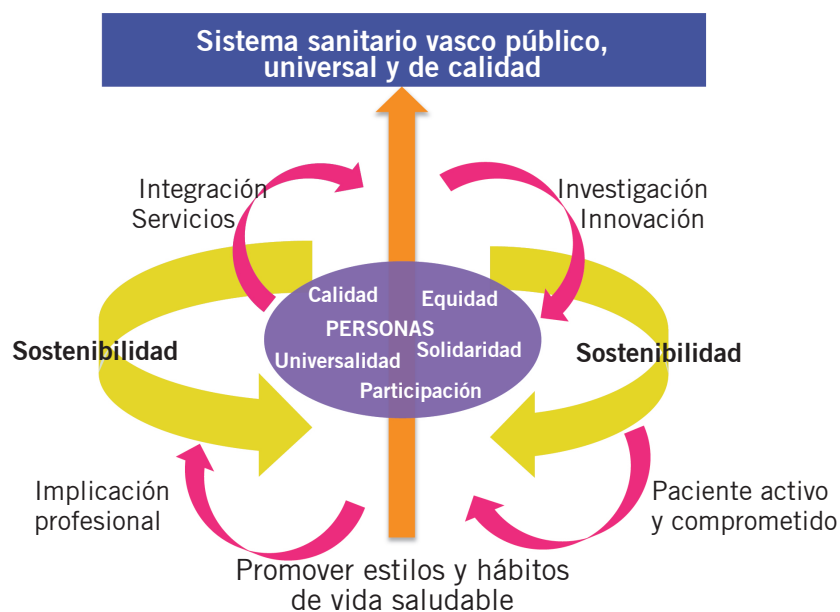 Sistema sanitario vasco público,
universal y de calidad
Integración
Servicios
Investigación
Innovación
Calidad
Equidad
PERSONAS
Solidaridad
Universalidad
Participación
Sostenibilidad
Sostenibilidad
Implicación
profesional
Paciente activo
y comprometido
Promover estilos y hábitos
de vida saludable